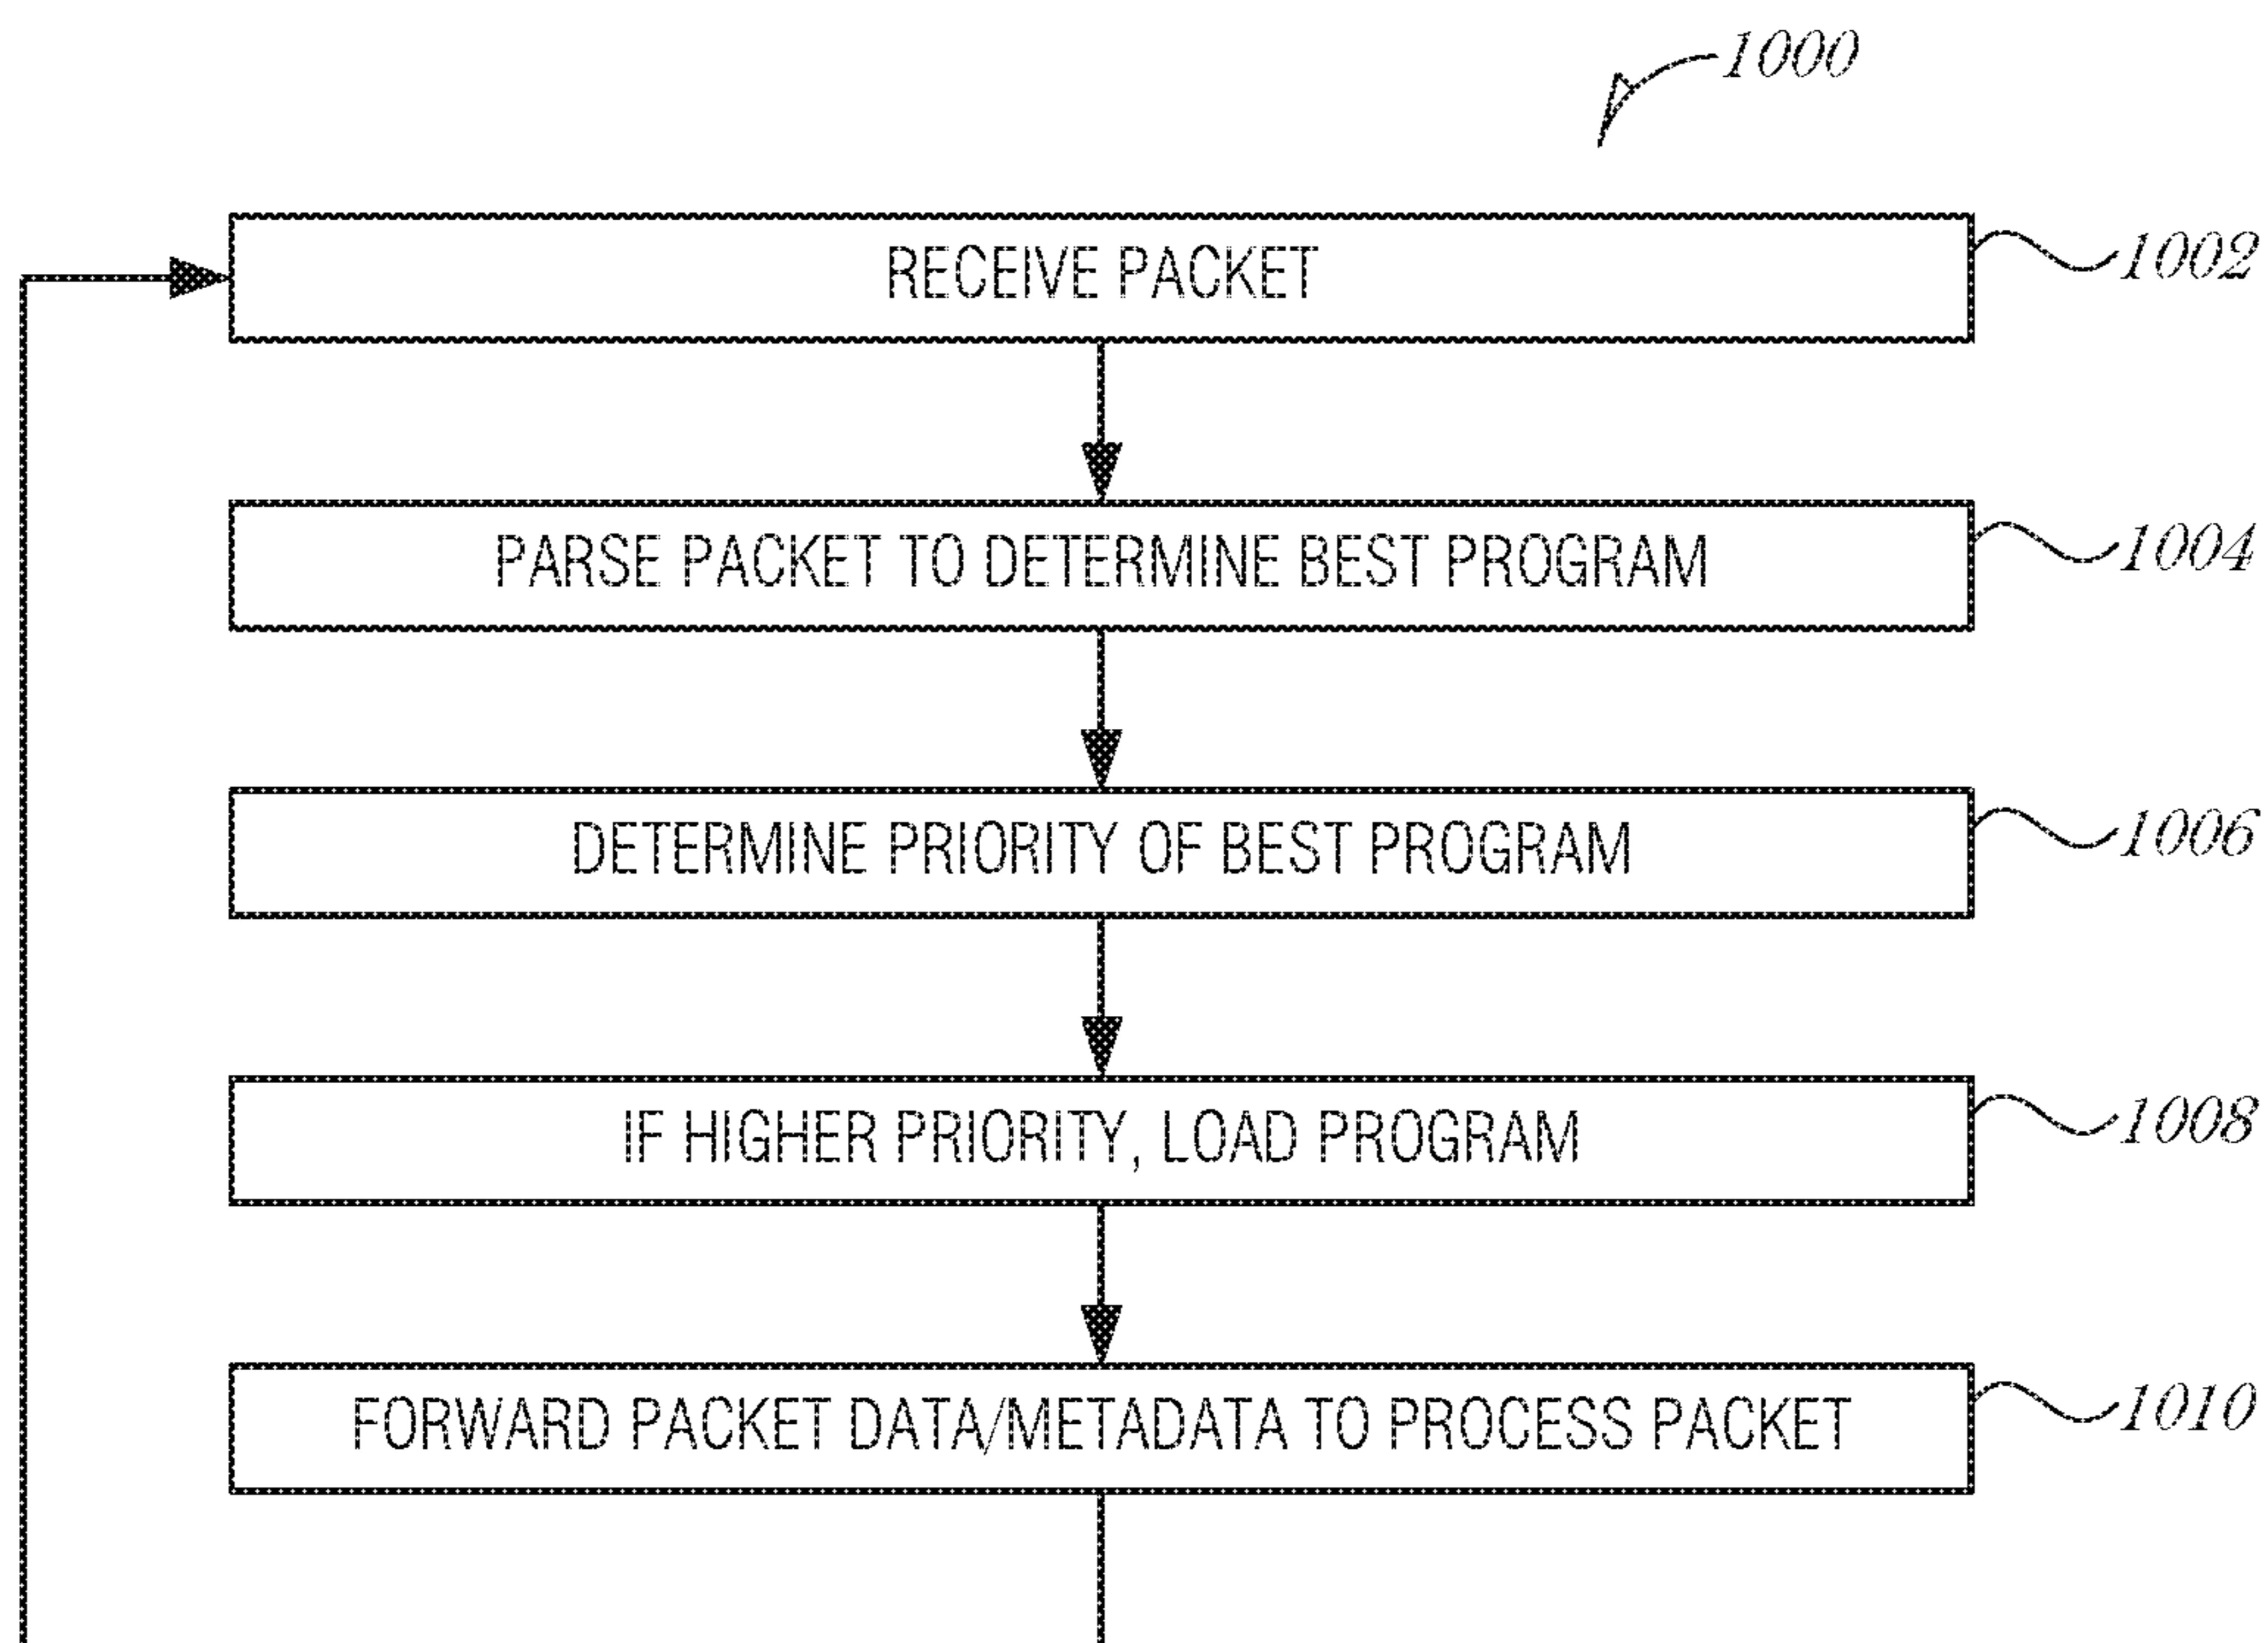 1000
RECEIVE PACKET
1002
PARSE PACKET TO DETERMINE BEST PROGRAM
1004
DETERMINE PRIORITY OF BEST PROGRAM
1006
IF HIGHER PRIORITY, LOAD PROGRAM
1008
FORWARD PACKET DATA/METADATA TO PROCESS PACKET
1010